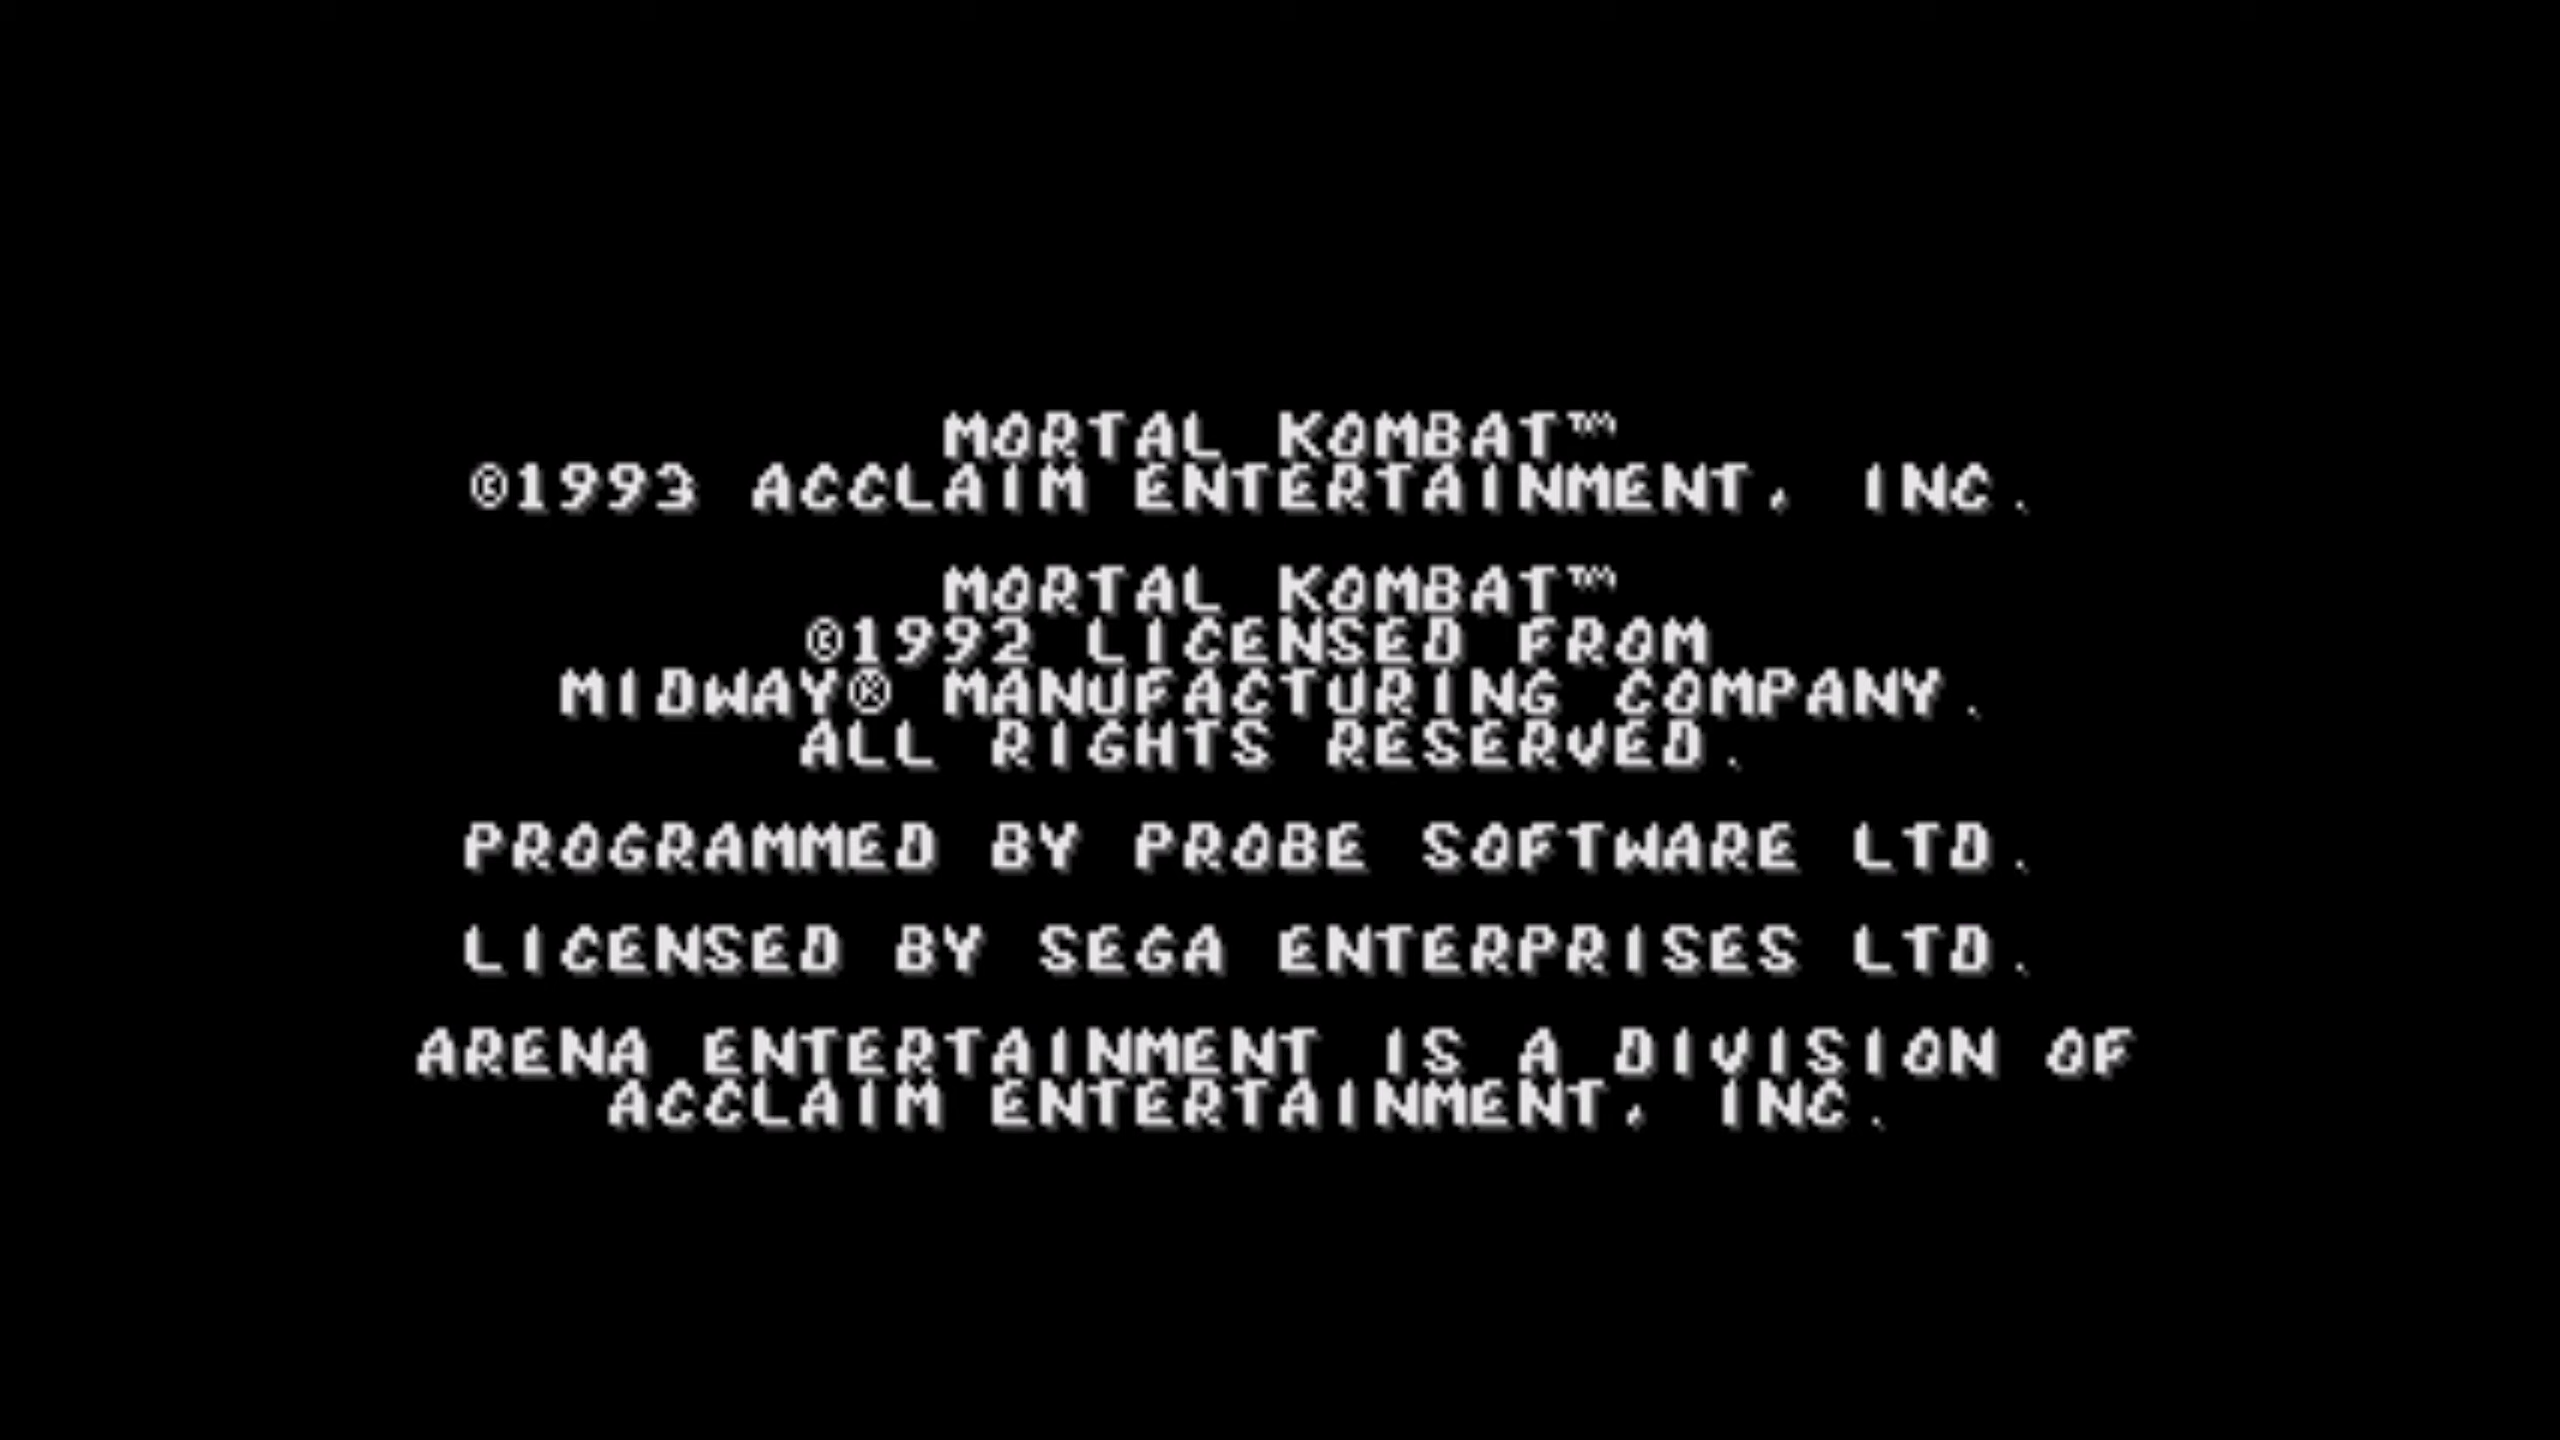 MORTAL KOMBAT™
©1993 ACCLAIM ENTERTAINMENT, INC.
MORTAL KOMBAT™
©1992 LICENSED FROM
MIDWAY® MANUFACTURING COMPANY.
ALL RIGHTS RESERVED.
PROGRAMMED BY PROBE SOFTWARE LTD.
LICENSED BY SEGA ENTERPRISES LTD.
ARENA ENTERTAINMENT IS A DIVISION OF
ACCLAIM ENTERTAINMENT, INC.